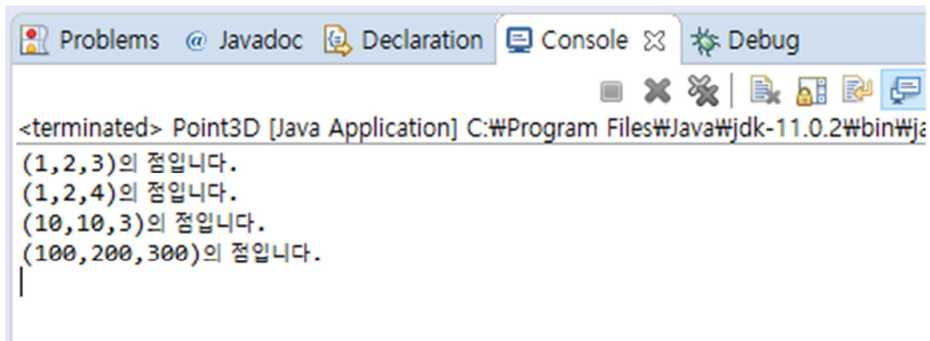 Problems @ Javadoc Declaration Console Debug
<terminated> Point3D [Java Application] C:₩Program Files₩Java₩jdk-11.0.2₩bin₩ja
(1,2,3)의 점입니다.
(1,2,4)의 점입니다.
(10,10,3)의 점입니다.
(100,200,300)의 점입니다.